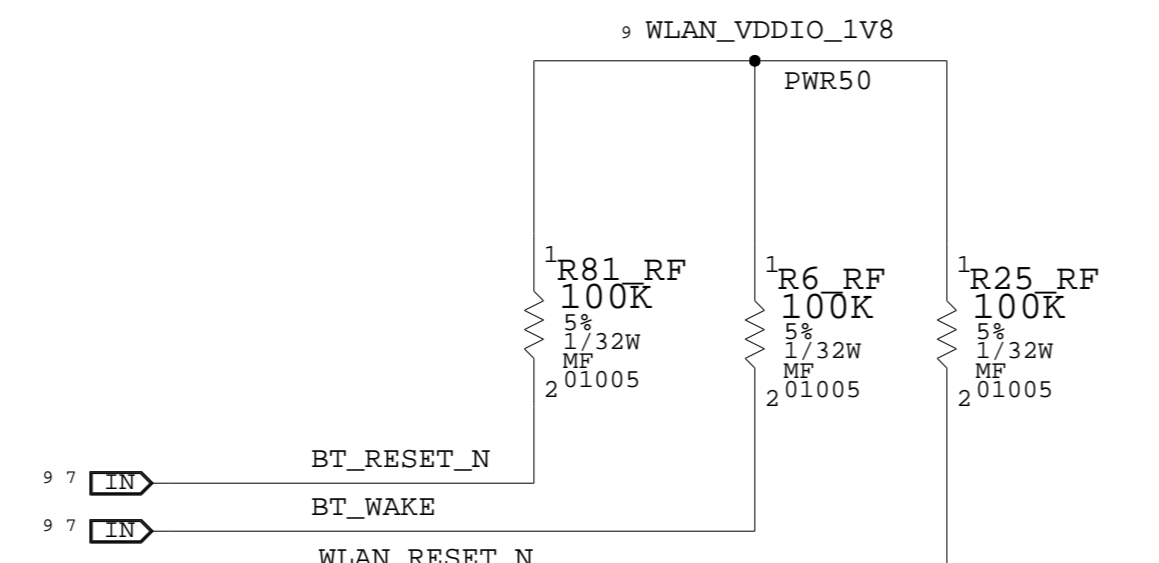 9 WLAN_VDDIO_1V8
PWR50
1
R81_RF
100K
5%
1/32W
MF
01005
2
1
R6_RF
100K
5%
1/32W
MF
01005
2
1
R25_RF
100K
5%
1/32W
MF
01005
2
9 7 IN BT_RESET_N
9 7 IN BT_WAKE
WLAN_RESET_N